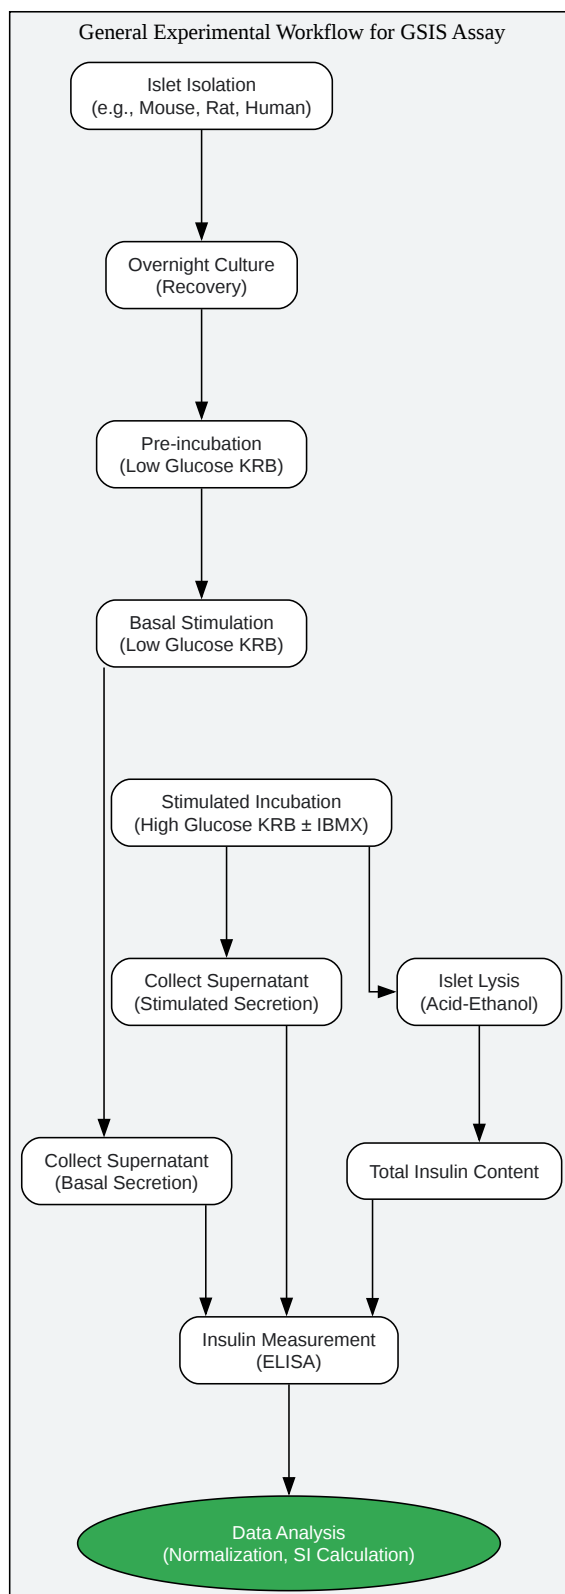 General Experimental Workflow for GSIS Assay
Islet Isolation
(e.g., Mouse, Rat, Human)
Overnight Culture
(Recovery)
Pre-incubation
(Low Glucose KRB)
Basal Stimulation
(Low Glucose KRB)
Stimulated Incubation
(High Glucose KRB ± IBMX)
Collect Supernatant
(Stimulated Secretion)
Islet Lysis
(Acid-Ethanol)
Collect Supernatant
(Basal Secretion)
Total Insulin Content
Insulin Measurement
(ELISA)
Data Analysis
(Normalization, SI Calculation)